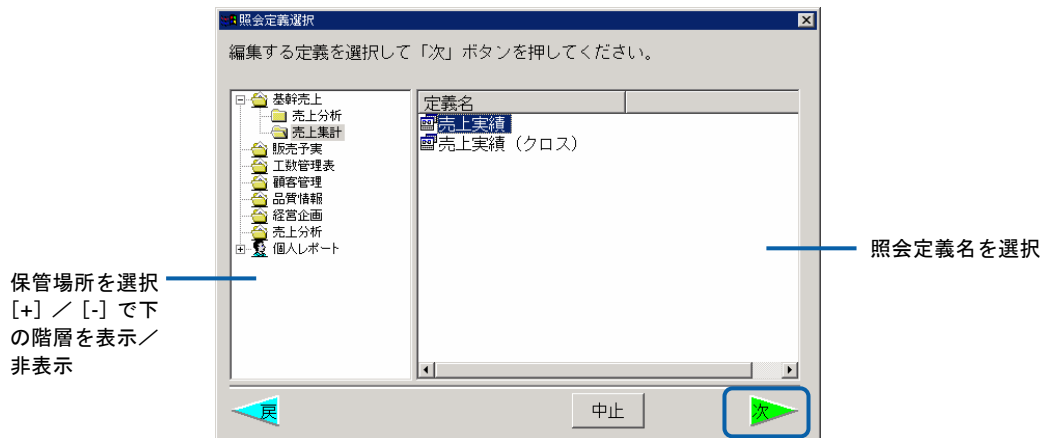 照会定義選択
編集する定義を選択して「次」ボタンを押してください。
基幹売上
売上分析
売上集計
販売予実
工数管理表
顧客管理
品質情報
経営企画
売上分析
個人レポート
定義名
売上実績
売上実績（クロス）
照会定義名を選択
保管場所を選択
［+］／［-］で下
の階層を表示／
非表示
戻
中止
次